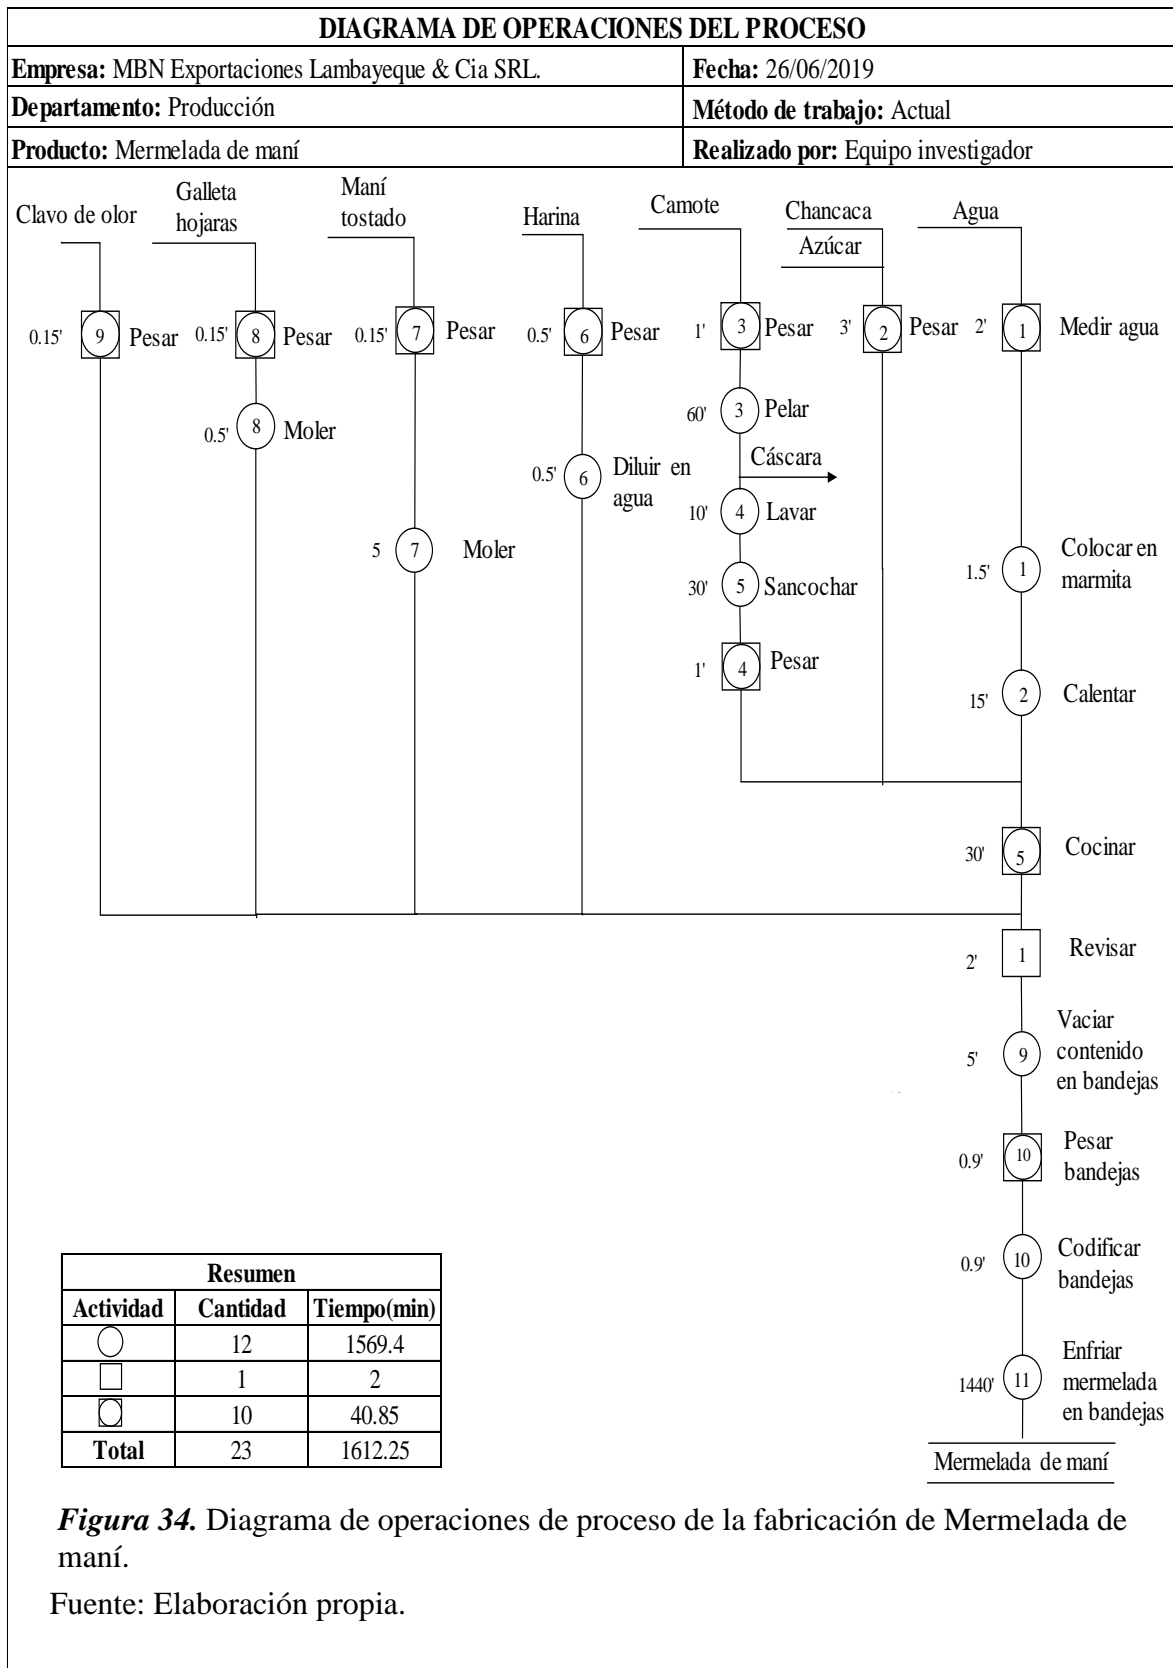 DIAGRAMA DE OPERACIONES DEL PROCESO
Empresa: MBN Exportaciones Lambayeque & Cia SRL.
Fecha: 26/06/2019
Departamento: Producción
Método de trabajo: Actual
Producto: Mermelada de maní
Realizado por: Equipo investigador
Clavo de olor
Galleta
hojaras
Maní
tostado
Harina
Camote
Chancaca
Azúcar
Agua
0.15' 9 Pesar
0.15' 8 Pesar
0.15' 7 Pesar
0.5' 6 Pesar
1' 3 Pesar
3' 2 Pesar
2' 1 Medir agua
60' 3 Pelar
0.5' 8 Moler
Cáscara
0.5' 6 Diluir en
agua
10' 4 Lavar
5 7 Moler
30' 5 Sancochar
1.5' 1 Colocar en
marmita
1' 4 Pesar
15' 2 Calentar
30' 5 Cocinar
2' 1 Revisar
5' 9 Vaciar
contenido
en bandejas
0.9' 10 Pesar
bandejas
0.9' 10 Codificar
bandejas
1440' 11 Enfriar
mermelada
en bandejas
Mermelada de maní
Resumen
Actividad Cantidad Tiempo(min)
12 1569.4
1 2
10 40.85
Total 23 1612.25
Figura 34. Diagrama de operaciones de proceso de la fabricación de Mermelada de
maní.
Fuente: Elaboración propia.